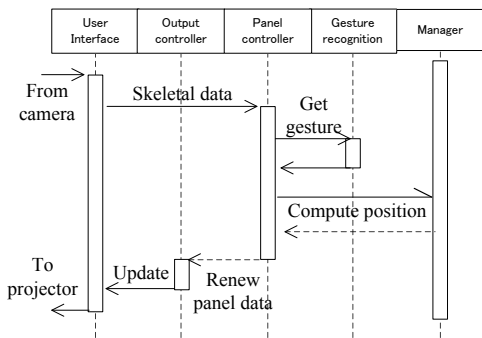 User
Interface
Output
controller
Panel
controller
Gesture
recognition
Manager
From
camera
Skeletal data
Get
gesture
Compute position
To
projector
Update
Renew
panel data